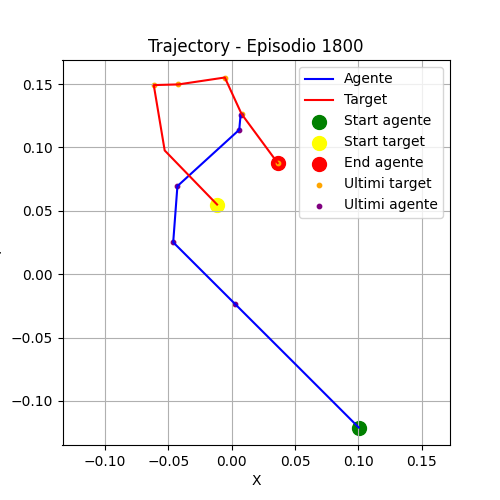 Trajectory - Episodio 1800
Agente
Target
Start agente
Start target
End agente
Ultimi target
Ultimi agente
0.15
0.10
0.05
0.00
−0.05
−0.10
−0.10
−0.05
0.00
0.05
0.10
0.15
X